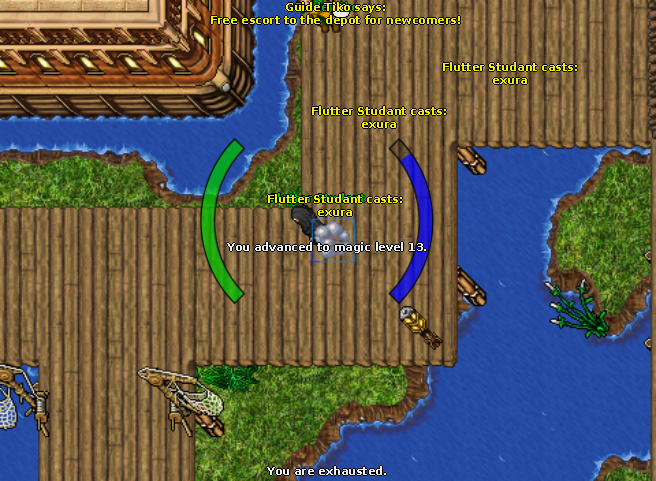 Guide Tiko says:
Free escort to the depot for newcomers!
Flutter Studant casts:
exura
Flutter Studant casts:
exura
Flutter Studant casts:
exura
You advanced to magic level 13.
You are exhausted.